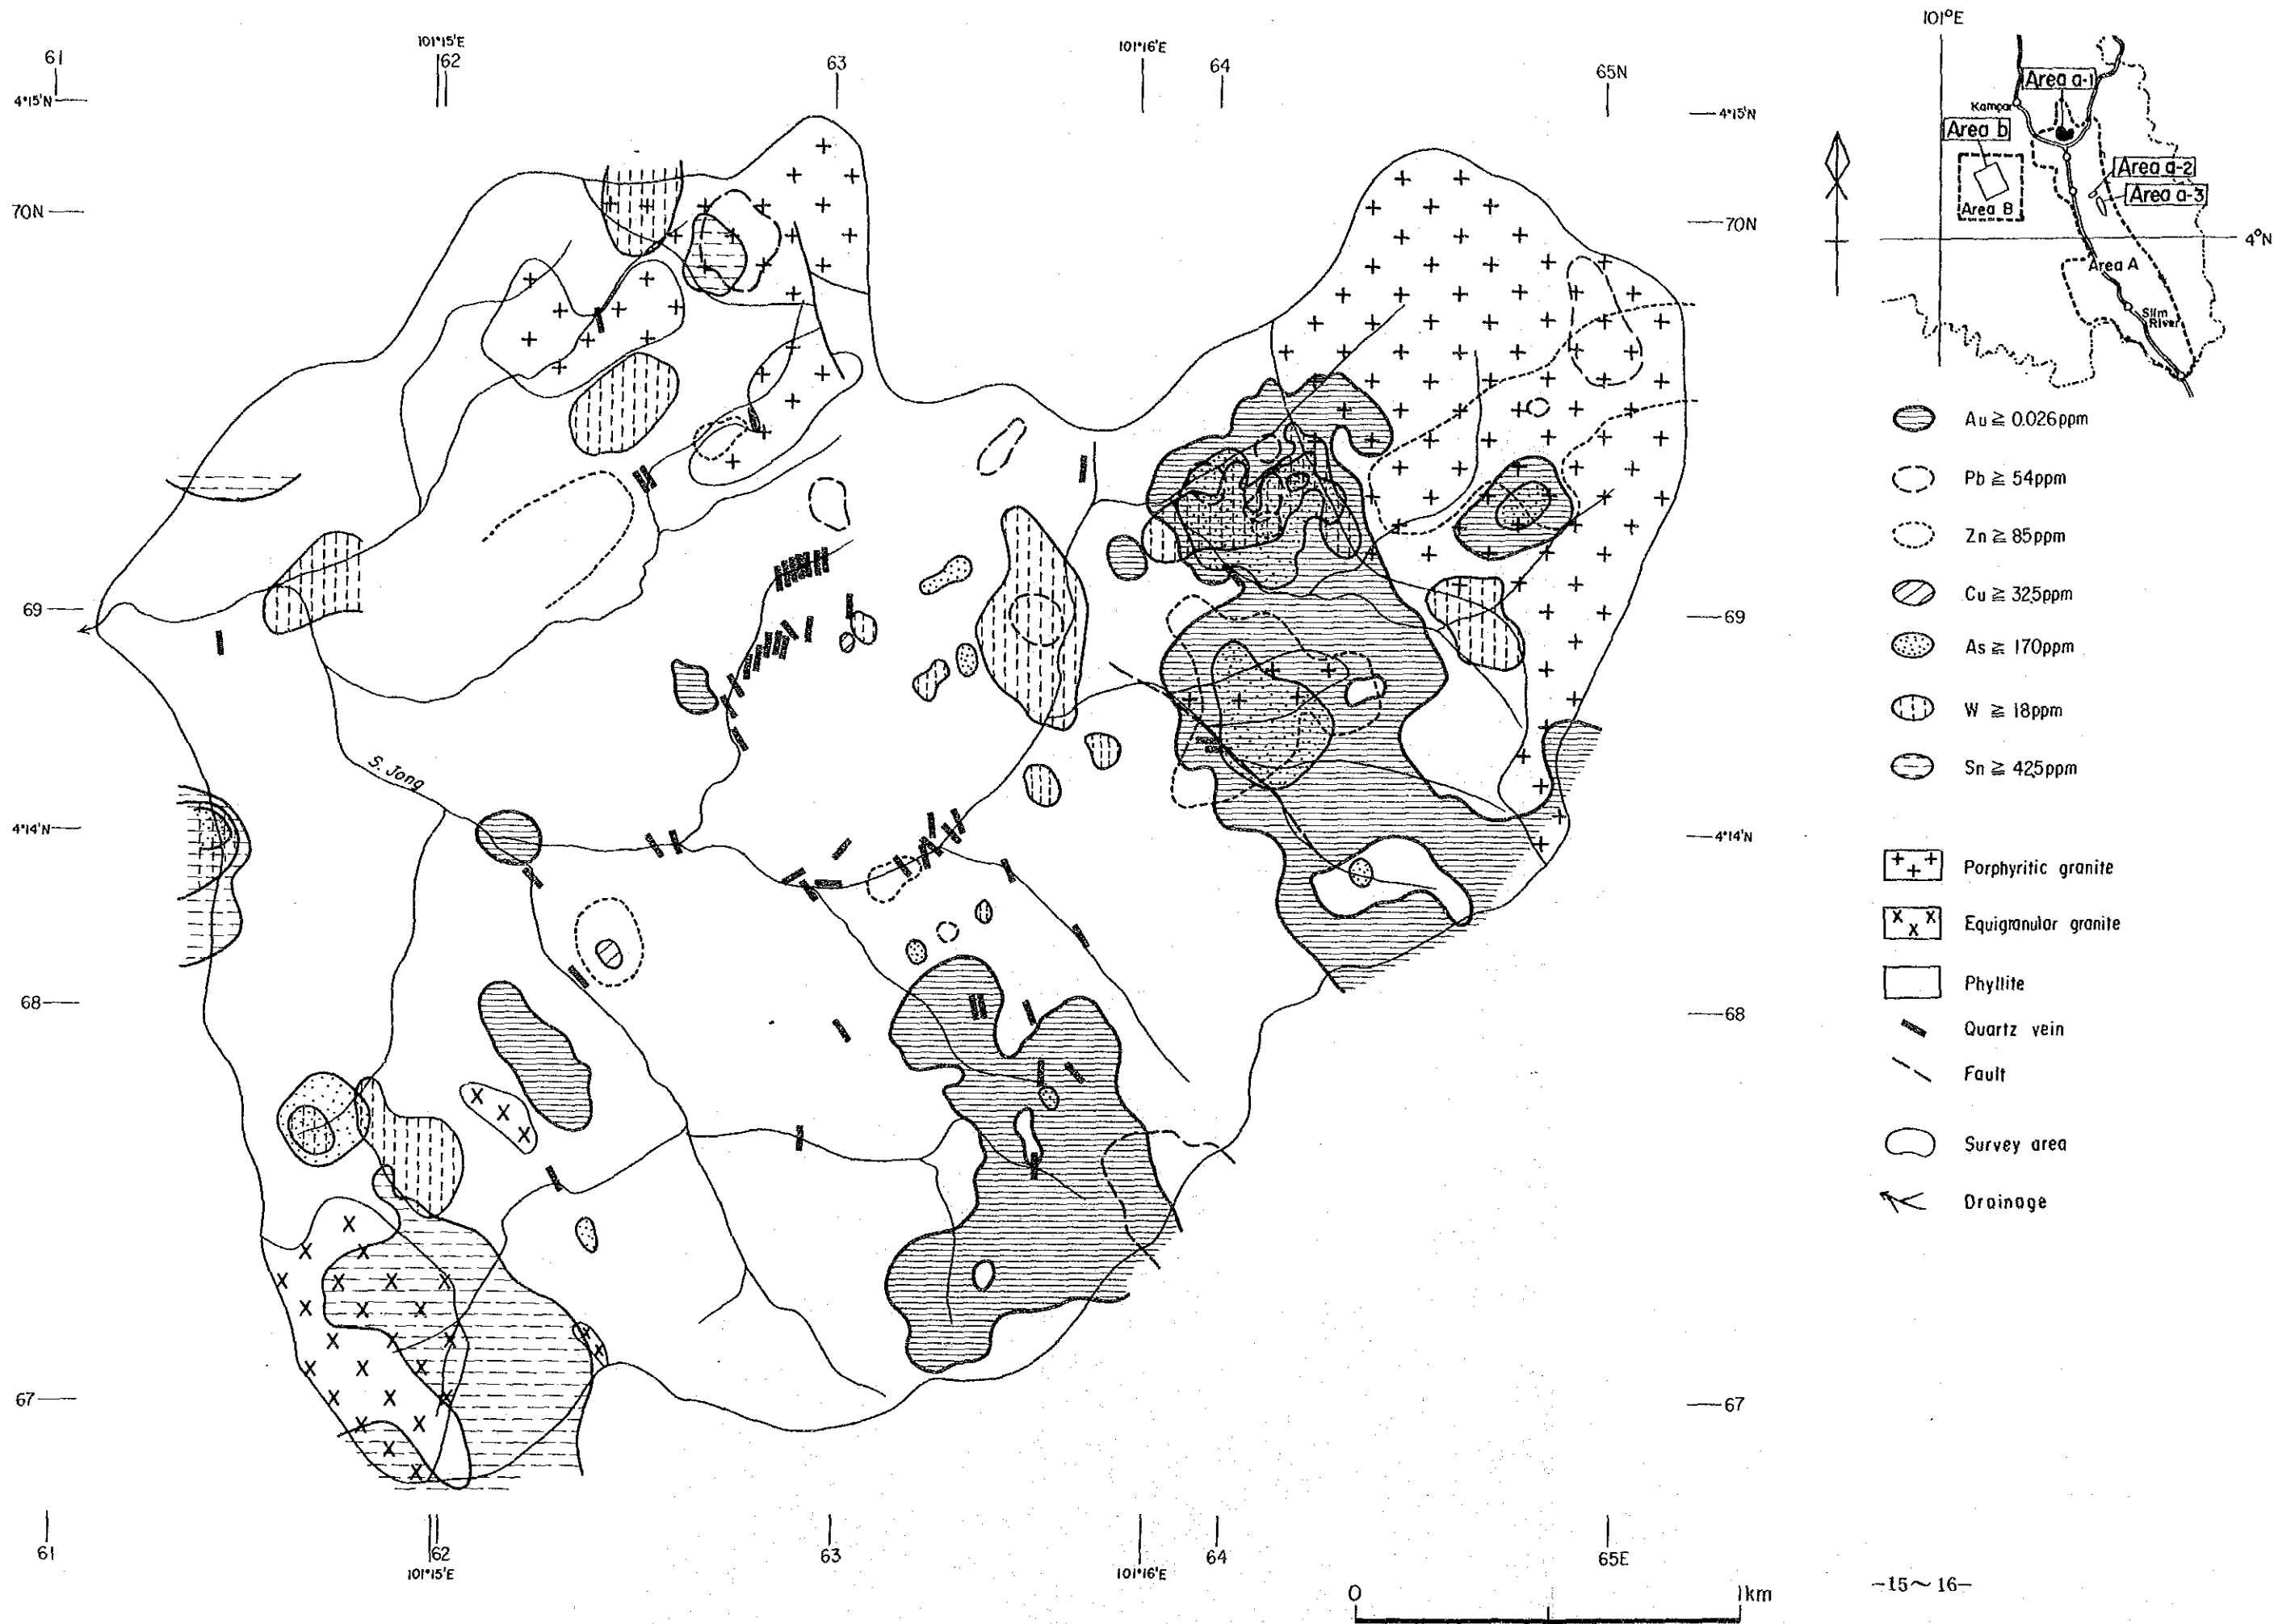 61
101°15'E
62
63
101°16'E
64
65N
4°15'N
4°15'N
70N
70N
69
69
S. Jong
4°14'N
4°14'N
68
68
67
67
61
62
101°15'E
63
101°16'E
64
65E
0
1km
-15～16-
101°E
Area a-1
Kampar
Area b
Area a-2
Area a-3
Area B
4°N
Area A
Slim
River
Au ≧ 0.026ppm
Pb ≧ 54ppm
Zn ≧ 85ppm
Cu ≧ 325ppm
As ≧ 170ppm
W ≧ 18ppm
Sn ≧ 425ppm
Porphyritic granite
Equigranular granite
Phyllite
Quartz vein
Fault
Survey area
Drainage